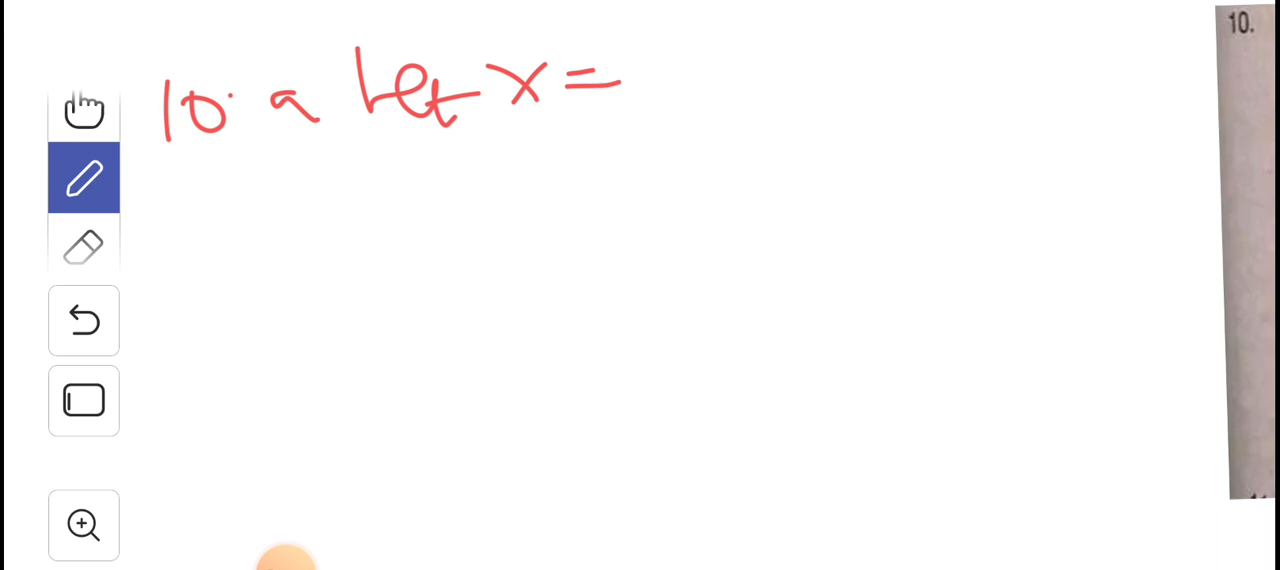 10. a let x =
10.